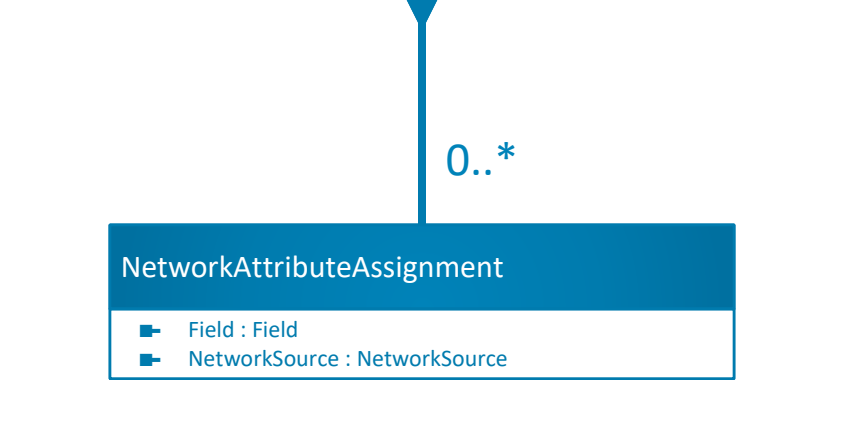 0..*
NetworkAttributeAssignment
Field : Field
NetworkSource : NetworkSource